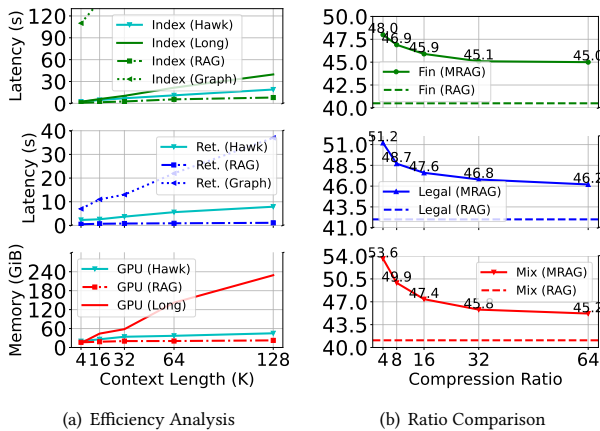 120
90
60
30
0
Latency (s)
Index (Hawk)
Index (Long)
Index (RAG)
Index (Graph)
40
30
20
10
0
Latency (s)
Ret. (Hawk)
Ret. (RAG)
Ret. (Graph)
240
180
120
60
0
Memory (GiB)
GPU (Hawk)
GPU (RAG)
GPU (Long)
4 16 32 64 128
Context Length (K)
(a) Efficiency Analysis
50.0
47.5
45.0
42.5
40.0
48.0
46.9
45.9
45.1
45.0
Fin (MRAG)
Fin (RAG)
51.0
48.5
46.0
43.5
41.0
51.2
48.7
47.6
46.8
46.2
Legal (MRAG)
Legal (RAG)
54.0
50.5
47.0
43.5
40.0
53.6
49.9
47.4
45.8
45.2
Mix (MRAG)
Mix (RAG)
4 8 16 32 64
Compression Ratio
(b) Ratio Comparison